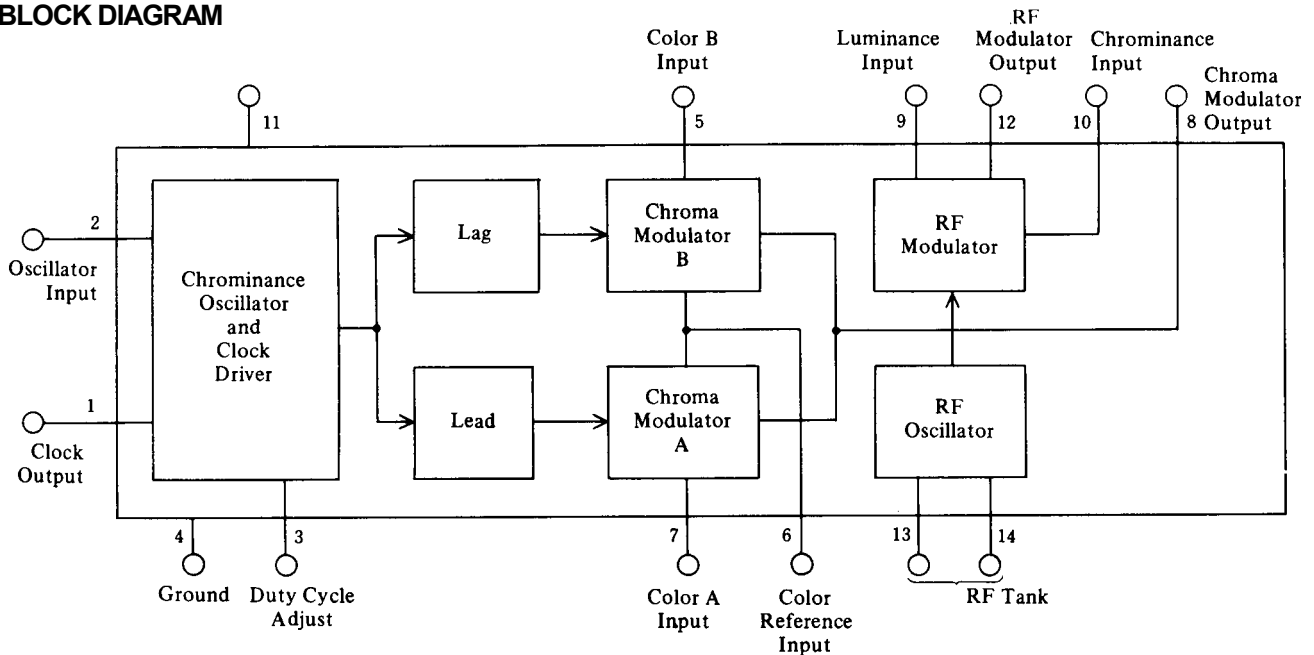 BLOCK DIAGRAM
Color B
Input
Luminance
Input
RF
Modulator
Output
Chrominance
Input
Chroma
Modulator
Output
11
5
9
12
10
8
2
Oscillator
Input
Chrominance
Oscillator
and
Clock
Driver
Lag
Chroma
Modulator
B
RF
Modulator
1
Clock
Output
Lead
Chroma
Modulator
A
RF
Oscillator
4
3
7
6
13
14
Ground
Duty Cycle
Adjust
Color A
Input
Color
Reference
Input
RF Tank